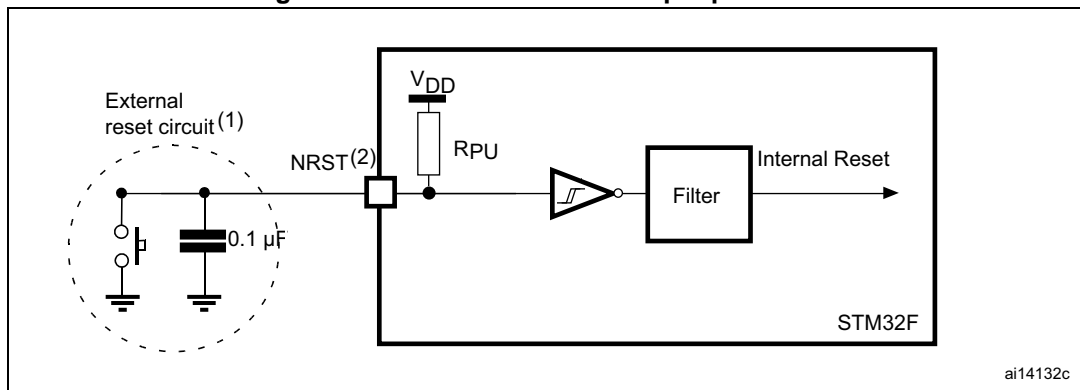 External
reset circuit(1)
VDD
RPU
NRST(2)
Internal Reset
Filter
0.1 µF
STM32F
ai14132c